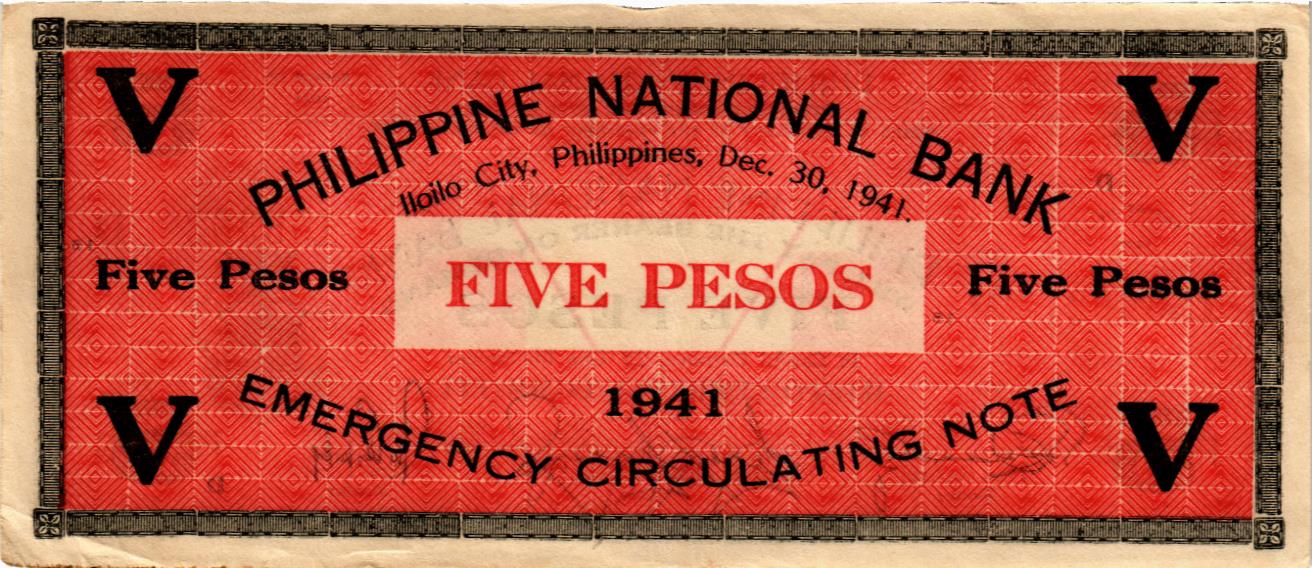 V V
PHILIPPINE NATIONAL BANK
Iloilo City, Philippines, Dec. 30, 1941.
Five Pesos FIVE PESOS Five Pesos
1941
EMERGENCY CIRCULATING NOTE
V V